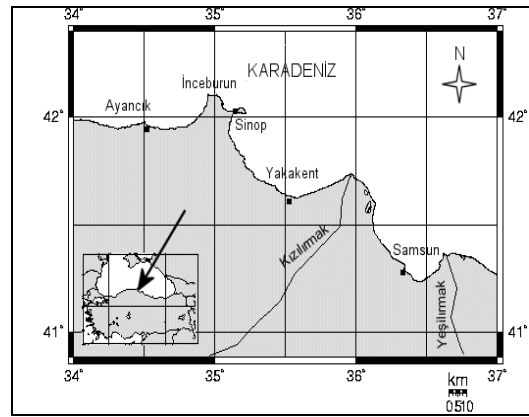 34° 35° 36° 37°
N
İnceburun
KARADENİZ
Ayancık
42° 42°
Sinop
Yakakent
Kızılırmak
Samsun
Yeşilırmak
41° 41°
34° 35° 36° 37°
km
0510